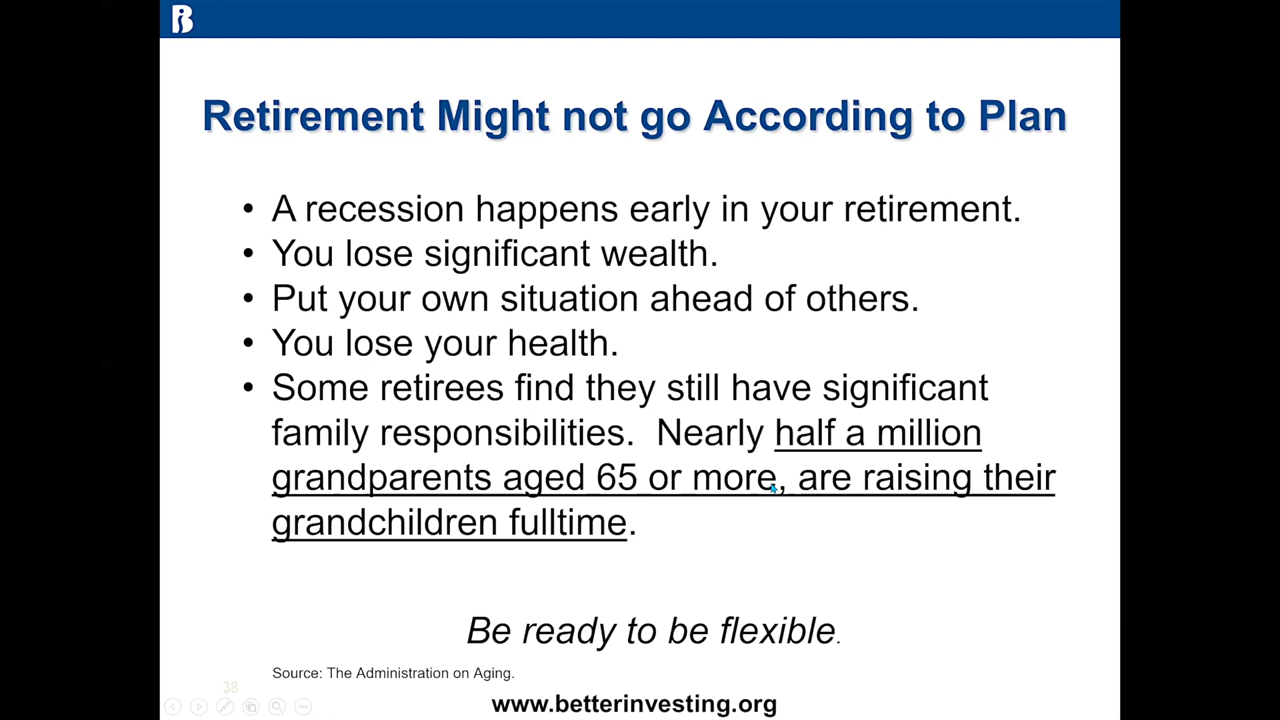 Retirement Might not go According to Plan
• A recession happens early in your retirement.
• You lose significant wealth.
• Put your own situation ahead of others.
• You lose your health.
• Some retirees find they still have significant
family responsibilities.  Nearly half a million
grandparents aged 65 or more, are raising their
grandchildren fulltime.
Be ready to be flexible.
Source: The Administration on Aging.
38
www.betterinvesting.org